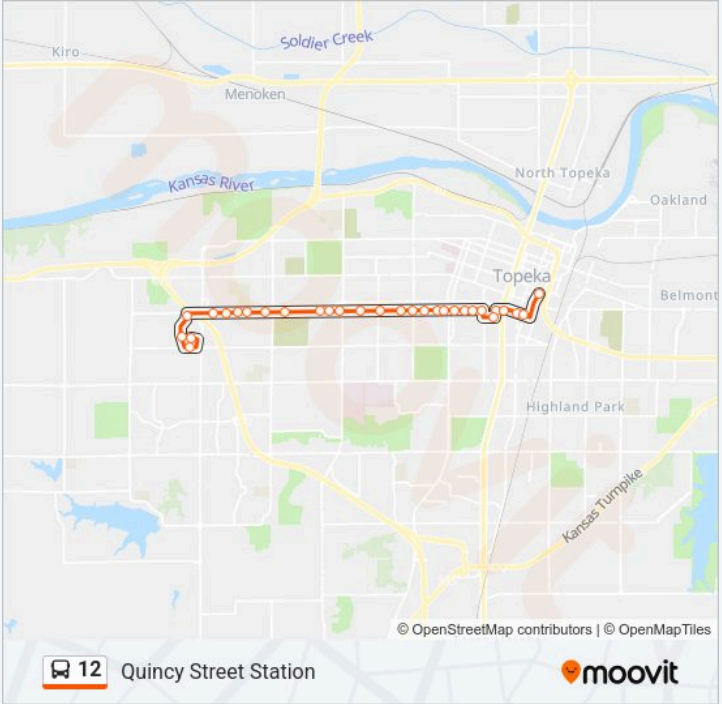 Soldier Creek
Kiro
Menoken
North Topeka
Kansas River
Oakland
Topeka
Belmont
Highland Park
Kansas Turnpike
© OpenStreetMap contributors | © OpenMapTiles
12 Quincy Street Station
moovit